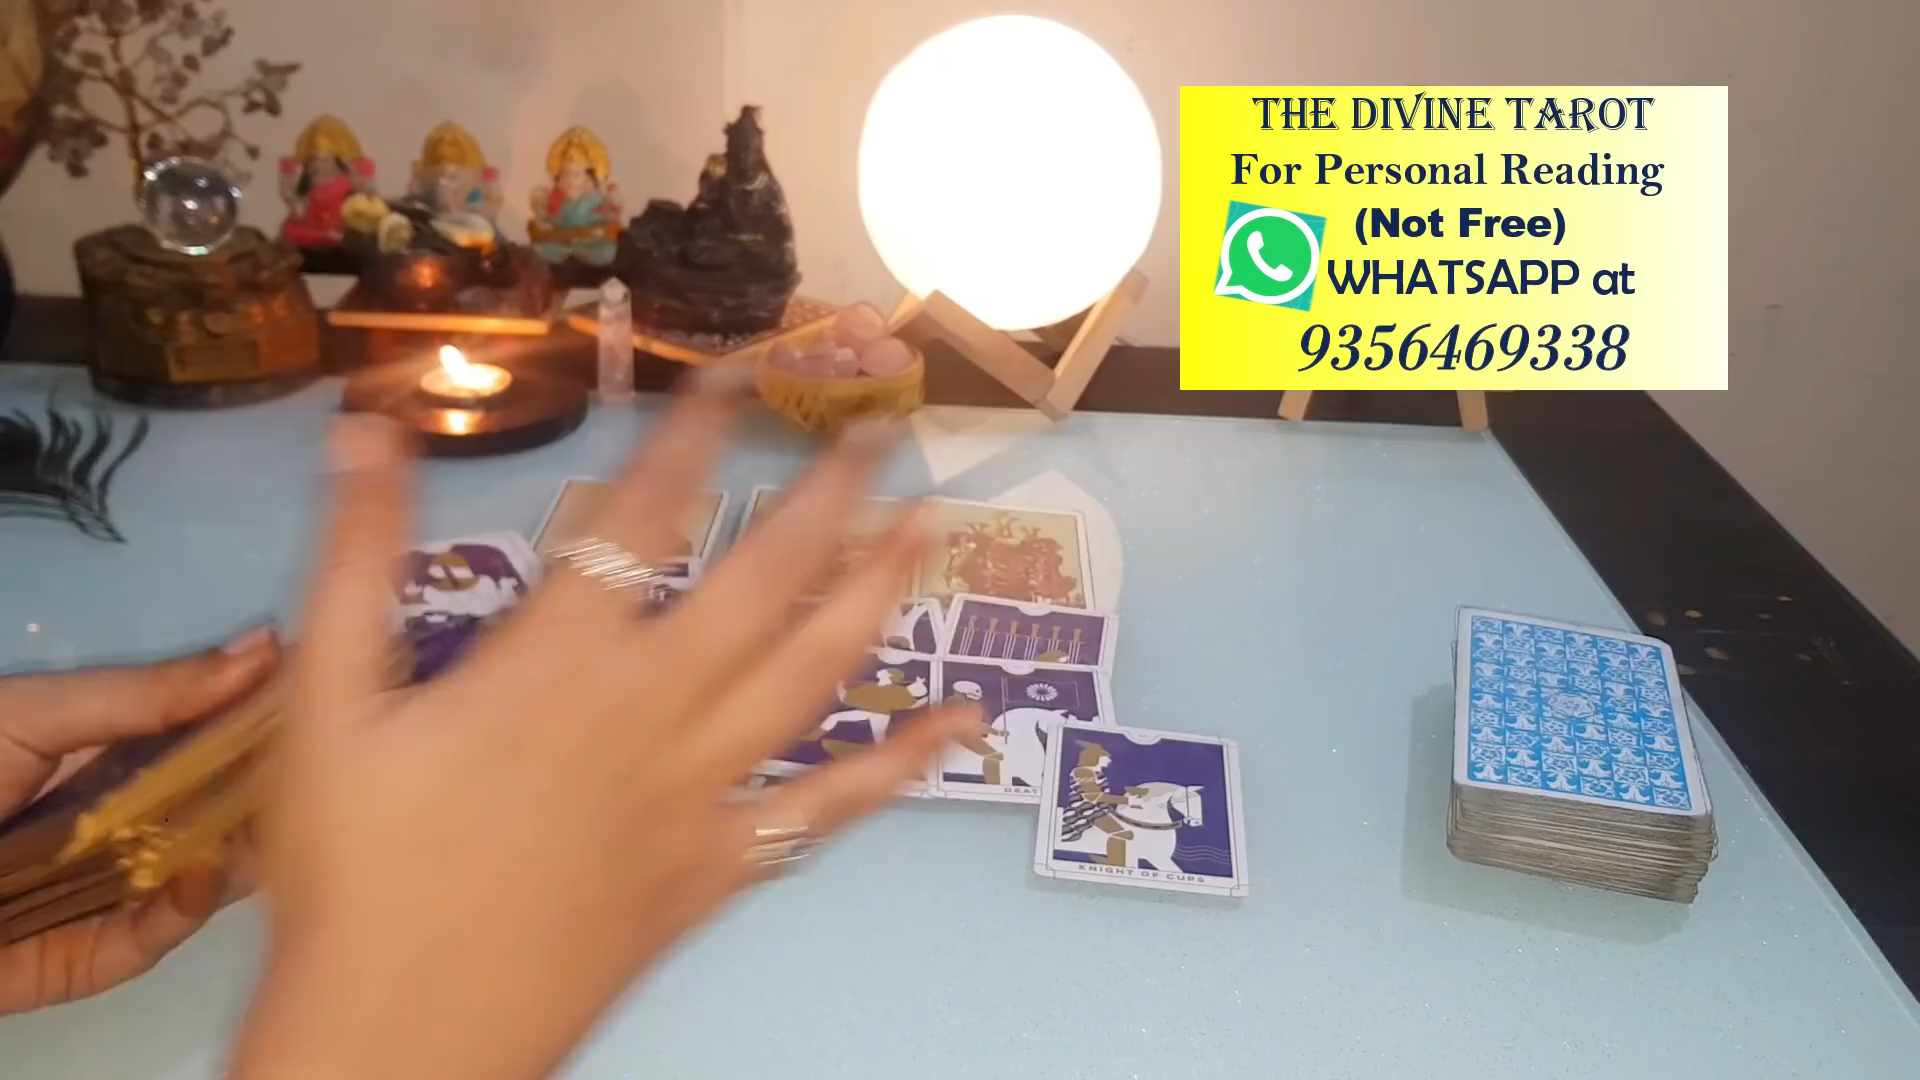 THE DIVINE TAROT
For Personal Reading
(Not Free)
WHATSAPP at
9356469338
KNIGHT OF CUPS